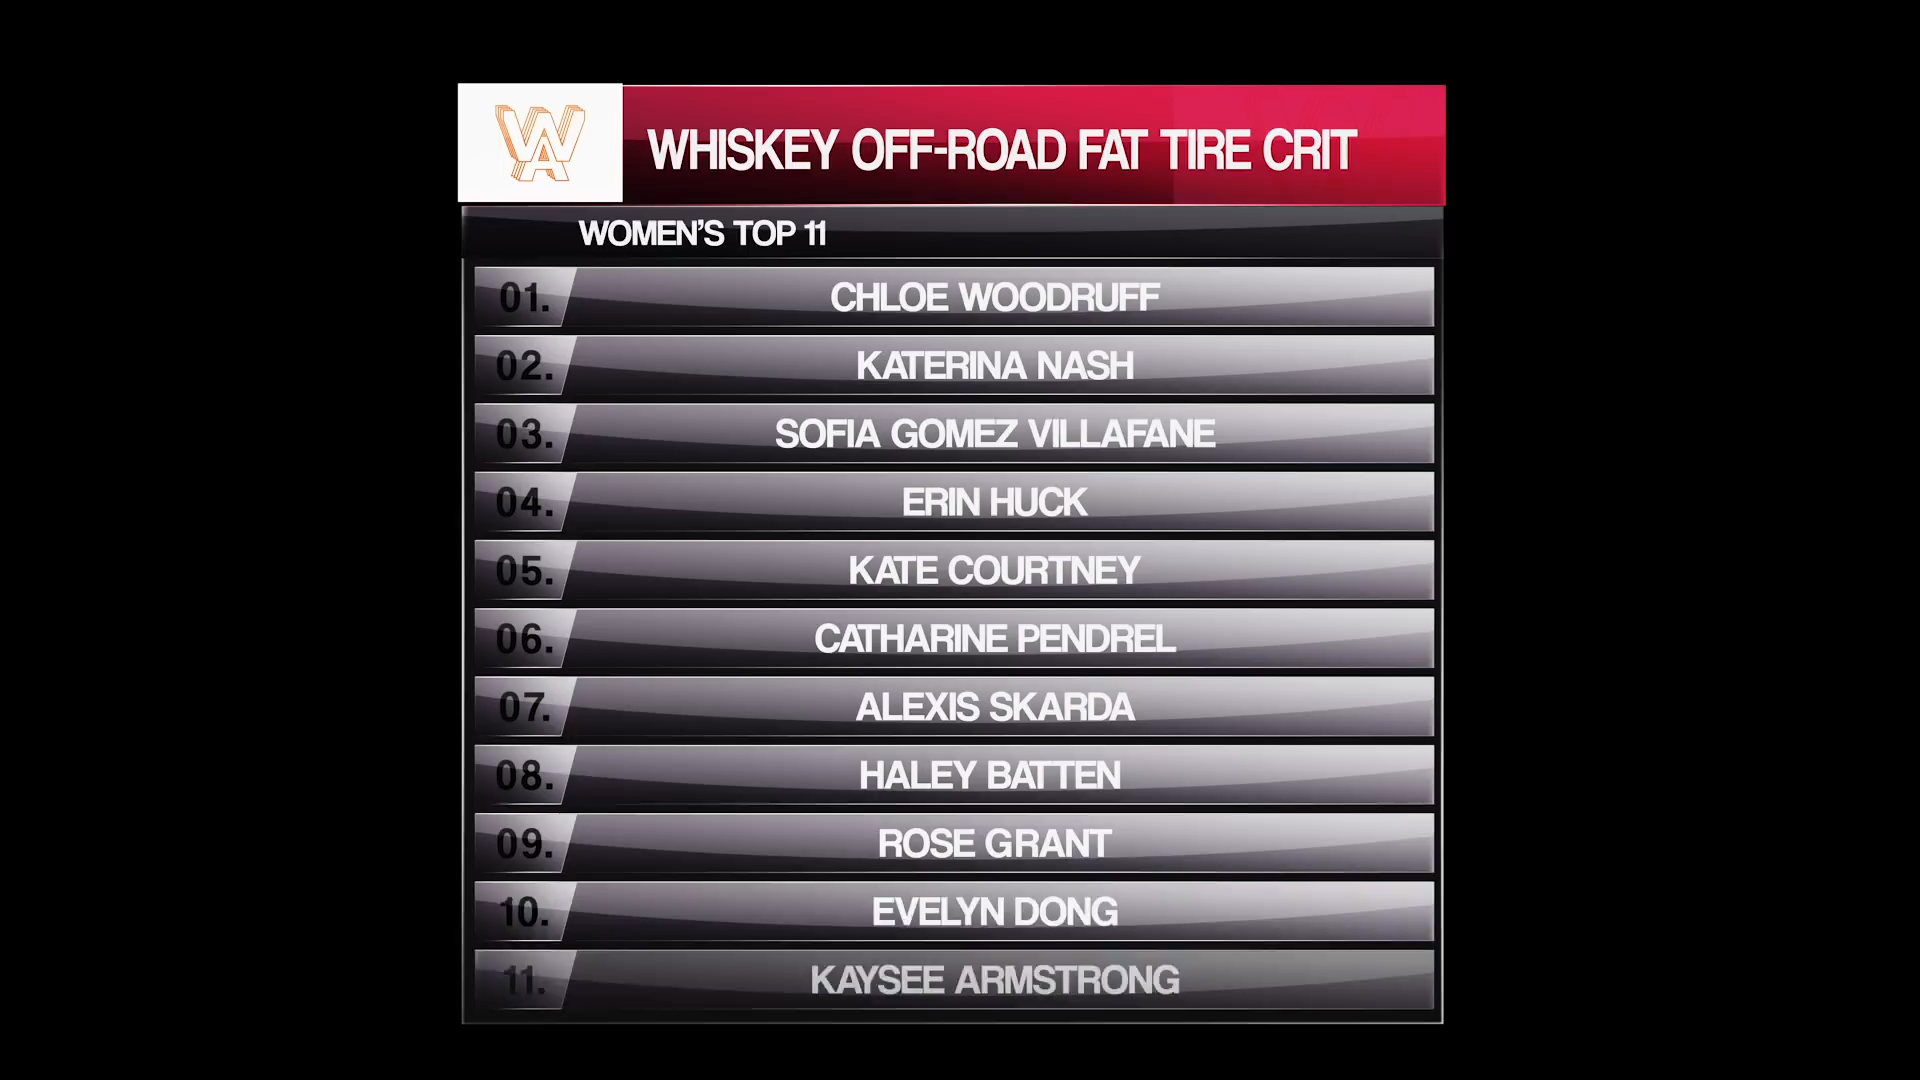 WA
WHISKEY OFF-ROAD FAT TIRE CRIT
WOMEN'S TOP 11
01. CHLOE WOODRUFF
02. KATERINA NASH
03. SOFIA GOMEZ VILLAFANE
04. ERIN HUCK
05. KATE COURTNEY
06. CATHARINE PENDREL
07. ALEXIS SKARDA
08. HALEY BATTEN
09. ROSE GRANT
10. EVELYN DONG
11. KAYSEE ARMSTRONG